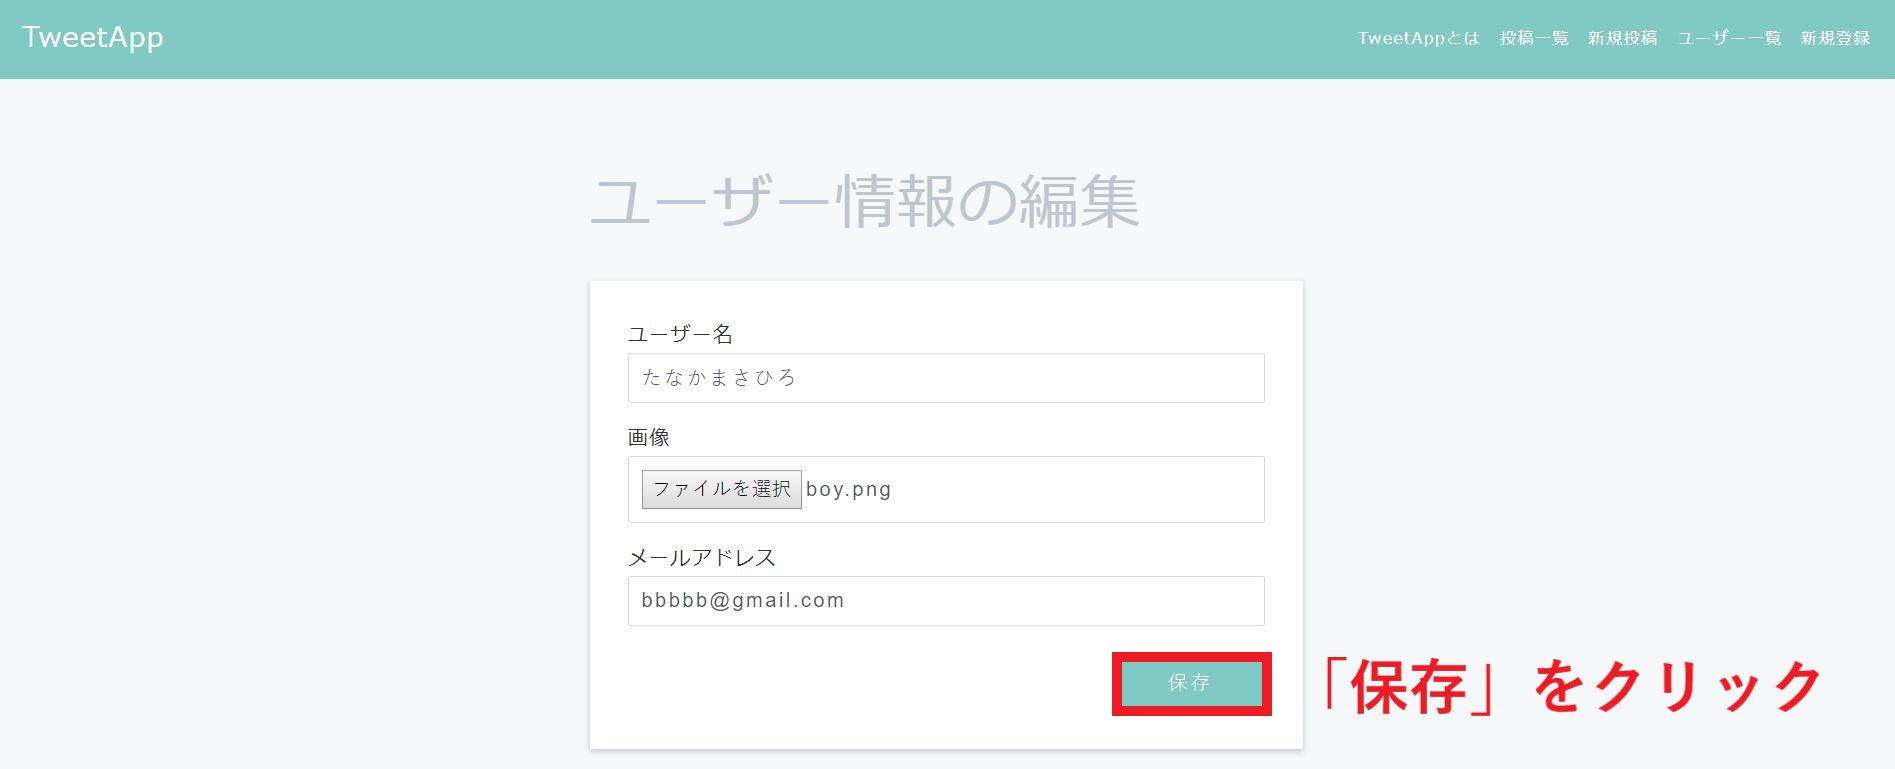 TweetApp
TweetAppとは 投稿一覧 新規投稿 ユーザー一覧 新規登録
ユーザー情報の編集
ユーザー名
たなかまさひろ
画像
ファイルを選択 boy.png
メールアドレス
bbbbb@gmail.com
保存
「保存」をクリック